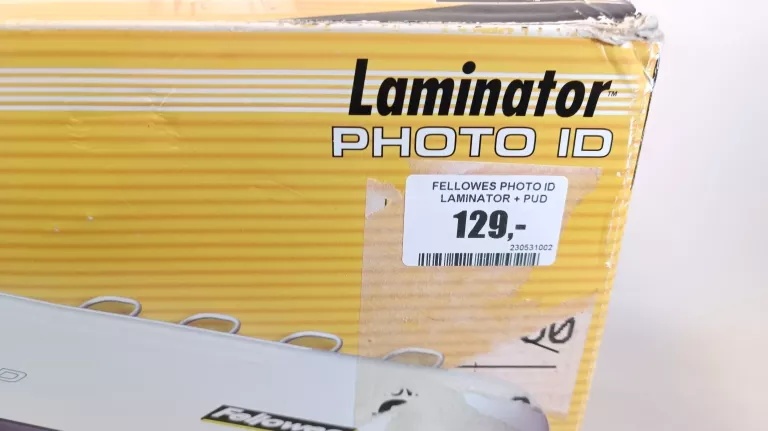 Laminator™
PHOTO ID
FELLOWES PHOTO ID
LAMINATOR + PUD
129,-
230531002
Fellowes